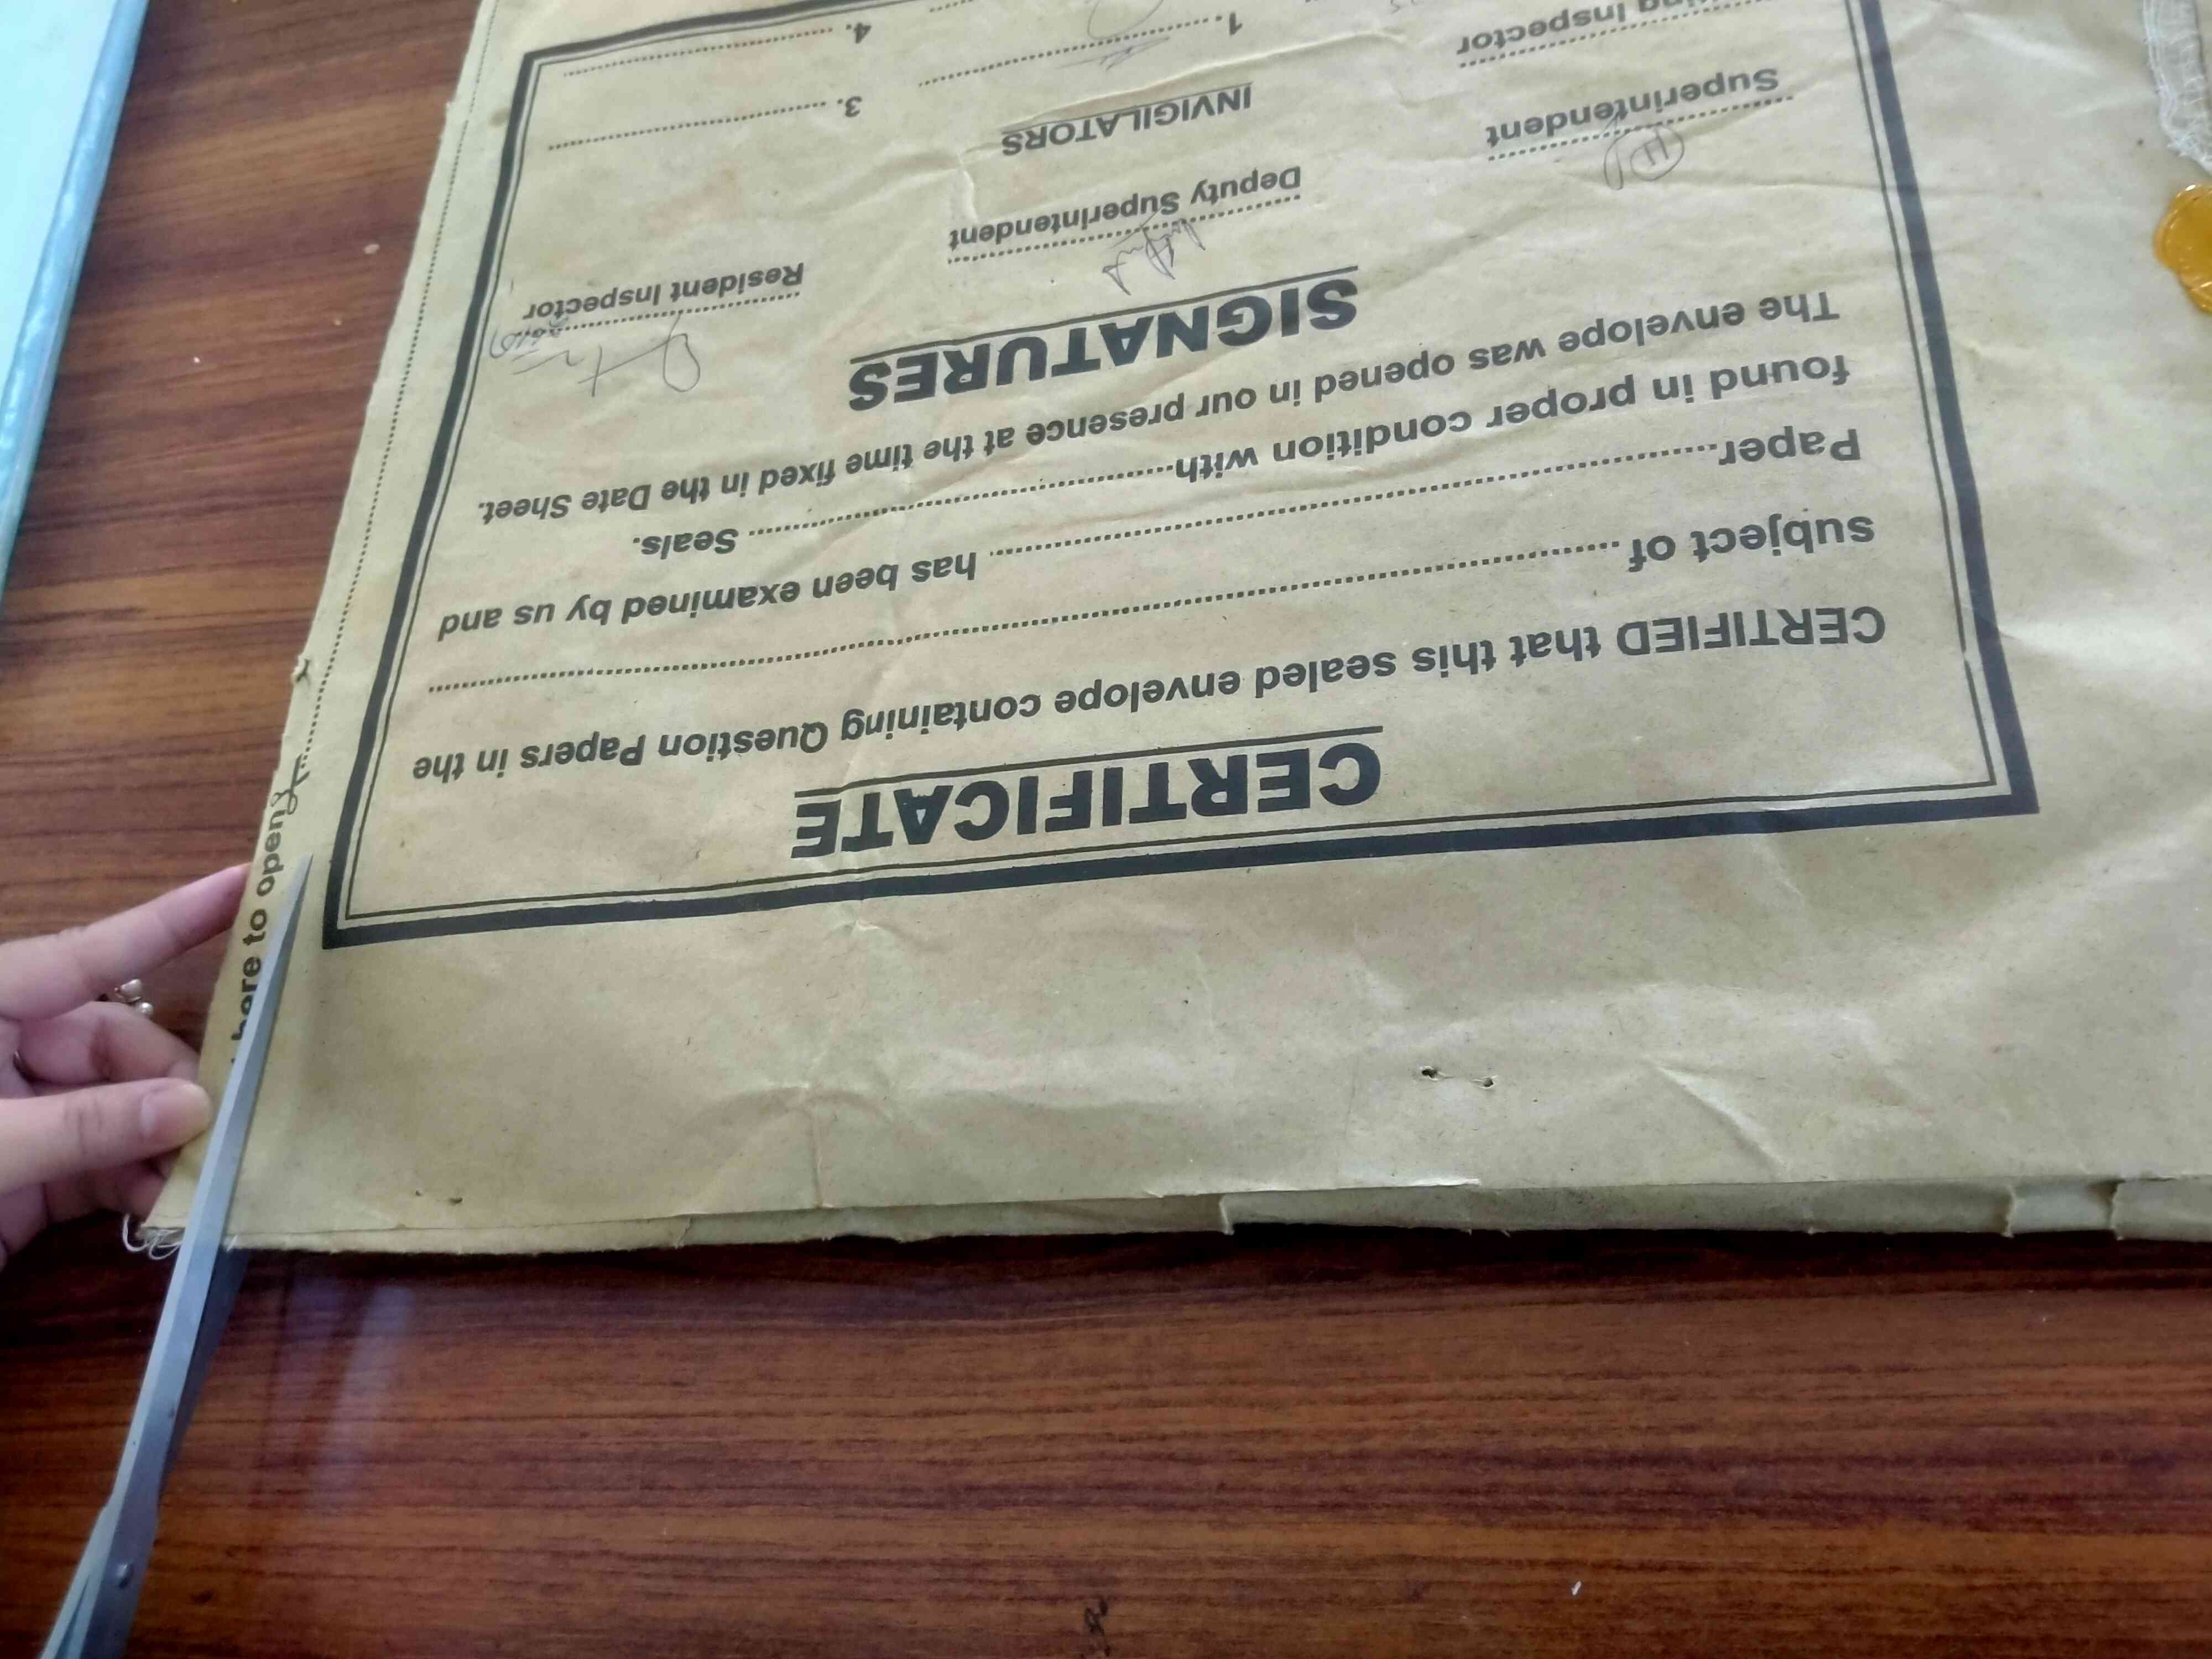 CERTIFICATE
CERTIFIED that this sealed envelope containing Question Papers in the
subject of ........................................
Paper........................................ has been examined by us and
found in proper condition with........................................ Seals.
The envelope was opened in our presence at the time fixed in the Date Sheet.
SIGNATURES
Superintendent
Deputy Superintendent
Resident Inspector
INVIGILATORS
Inspector
1. ....................
3. ....................
4. ....................
here to open